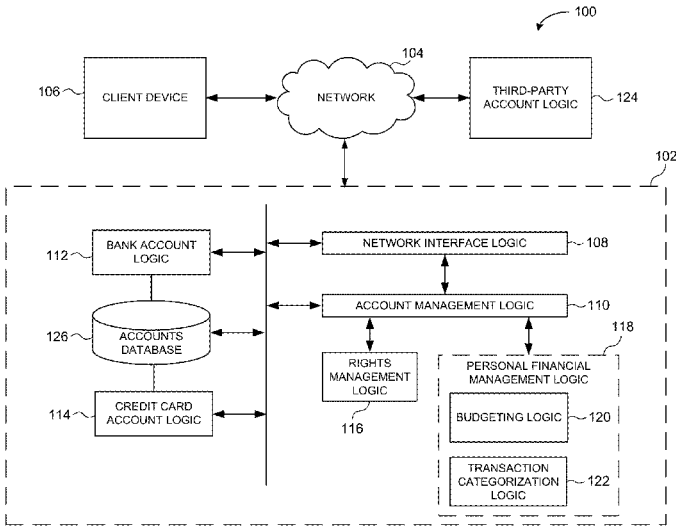 100
104
106
CLIENT DEVICE
NETWORK
THIRD-PARTY
ACCOUNT LOGIC
124
102
112
BANK ACCOUNT
LOGIC
NETWORK INTERFACE LOGIC
108
126
ACCOUNTS
DATABASE
ACCOUNT MANAGEMENT LOGIC
110
118
RIGHTS
MANAGEMENT
LOGIC
116
PERSONAL FINANCIAL
MANAGEMENT LOGIC
114
CREDIT CARD
ACCOUNT LOGIC
BUDGETING LOGIC
120
TRANSACTION
CATEGORIZATION
LOGIC
122